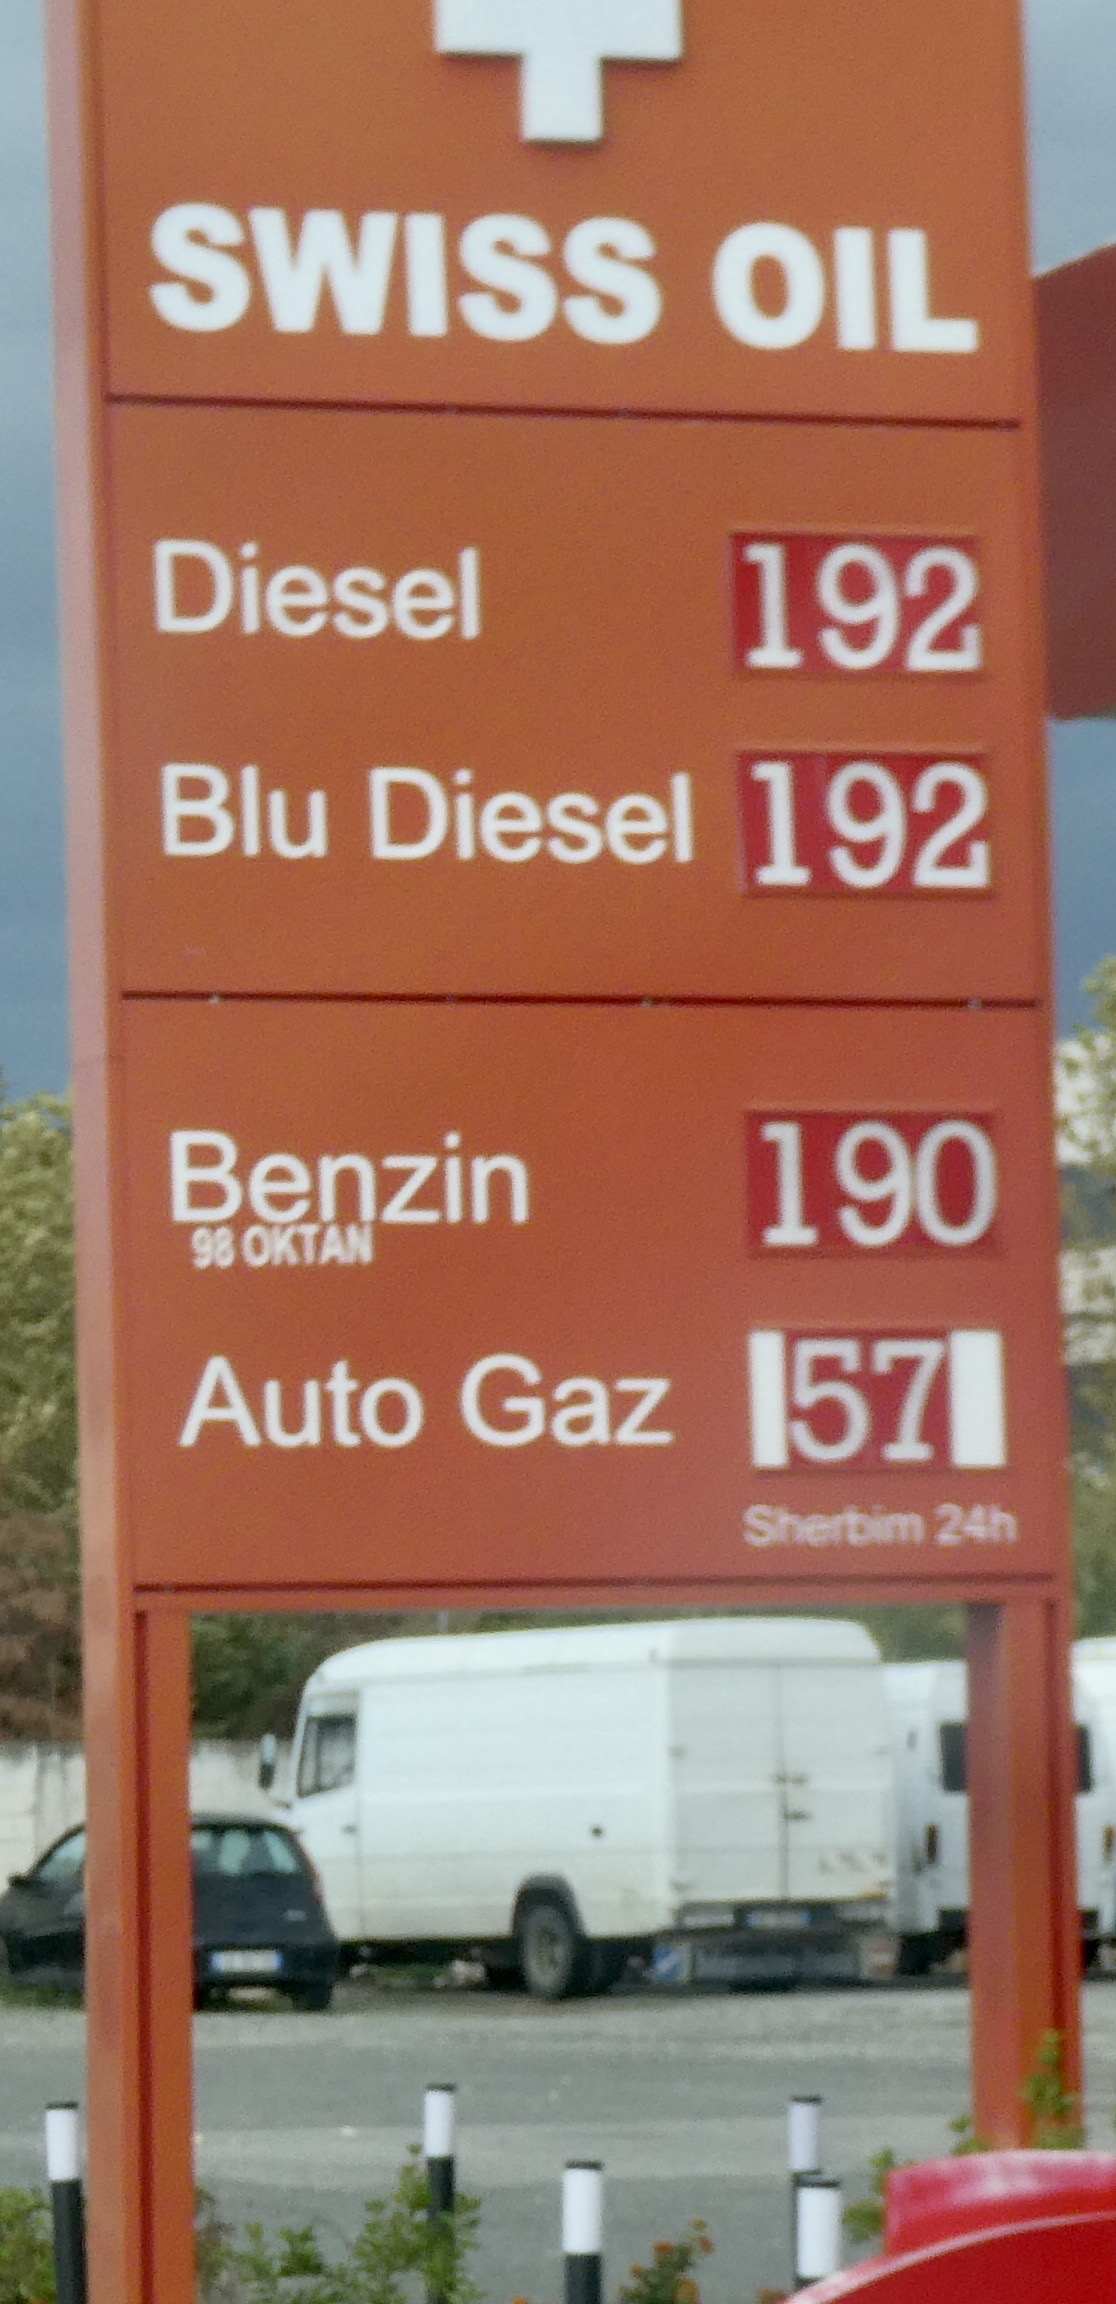 SWISS OIL
Diesel 192
Blu Diesel 192
Benzin 190
98 OKTAN
Auto Gaz 57
Sherbim 24h